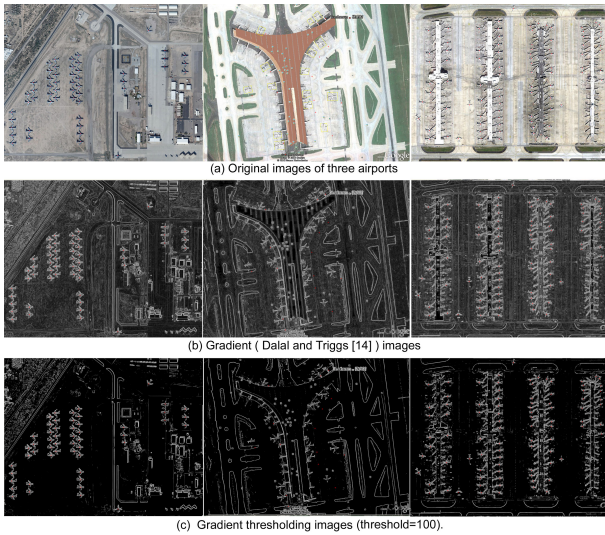 (a) Original images of three airports
(b) Gradient ( Dalal and Triggs [14] ) images
(c) Gradient thresholding images (threshold=100).